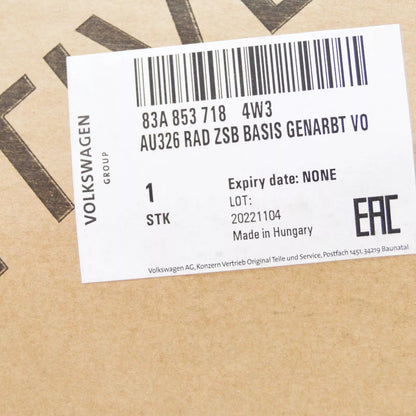 TIVE
VOLKSWAGEN
GROUP
83A 853 718 4W3
AU326 RAD ZSB BASIS GENARBT VO
1
STK
Expiry date: NONE
LOT:
20221104
Made in Hungary
EAC
Volkswagen AG, Konzern Vertrieb Original Teile und Service, Postfach 1451, 34219 Baunatal